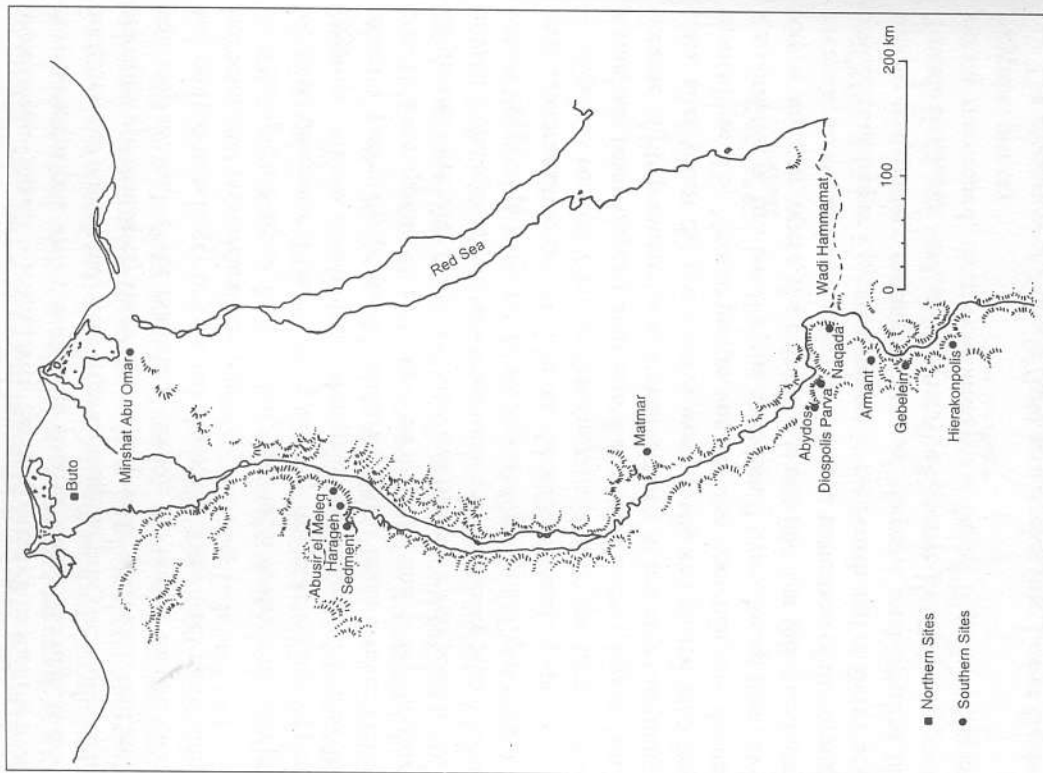 Buto
Minshat Abu Omar
Abusir el Meleq
Harageh
Sedment
Red Sea
Matmar
Abydos
Diospolis Parva
Naqada
Wadi Hammamat
Armant
Gebelein
Hierakonpolis
0 100 200 km
Northern Sites
Southern Sites